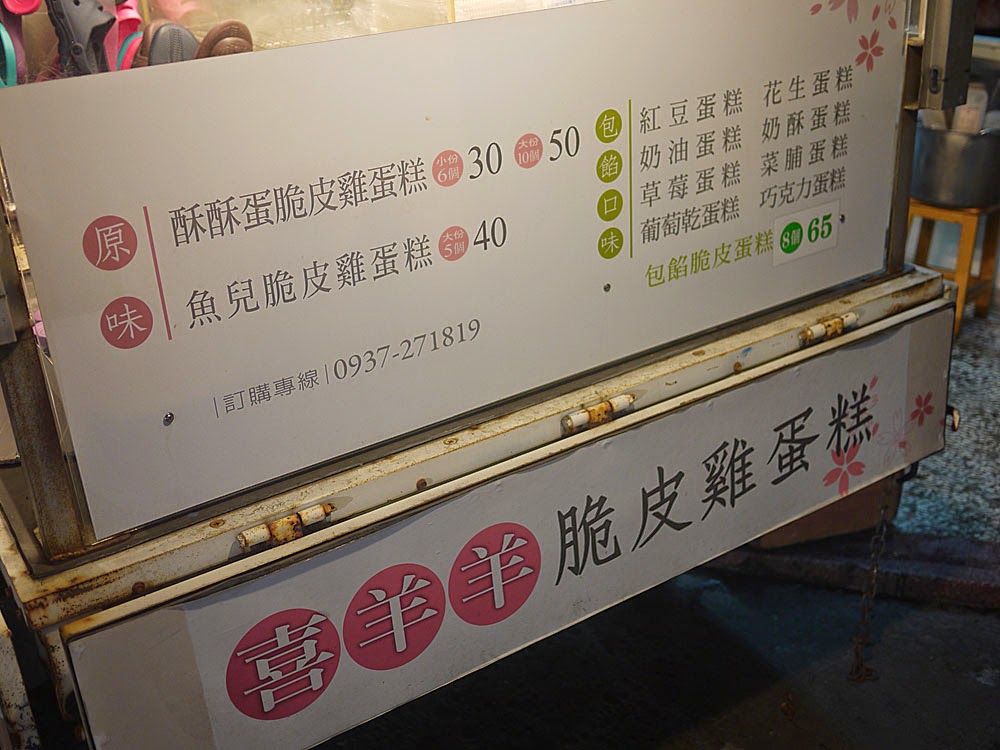 原味
酥酥蛋脆皮雞蛋糕 小份6個 30 大份10個 50
魚兒脆皮雞蛋糕 大份5個 40
|訂購專線|0937-271819
包餡口味
紅豆蛋糕 花生蛋糕
奶油蛋糕 奶酥蛋糕
草莓蛋糕 菜脯蛋糕
葡萄乾蛋糕 巧克力蛋糕
包餡脆皮蛋糕 8個 65
喜羊羊脆皮雞蛋糕